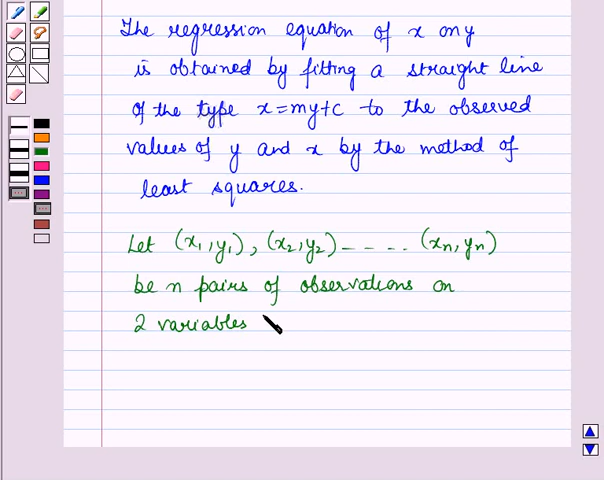 The regression equation of x on y
is obtained by fitting a straight line
of the type x=my+c to the observed
values of y and x by the method of
least squares.
Let (x₁,y₁), (x₂,y₂) - - - - - (xₙ,yₙ)
be n pairs of observations on
2 variables